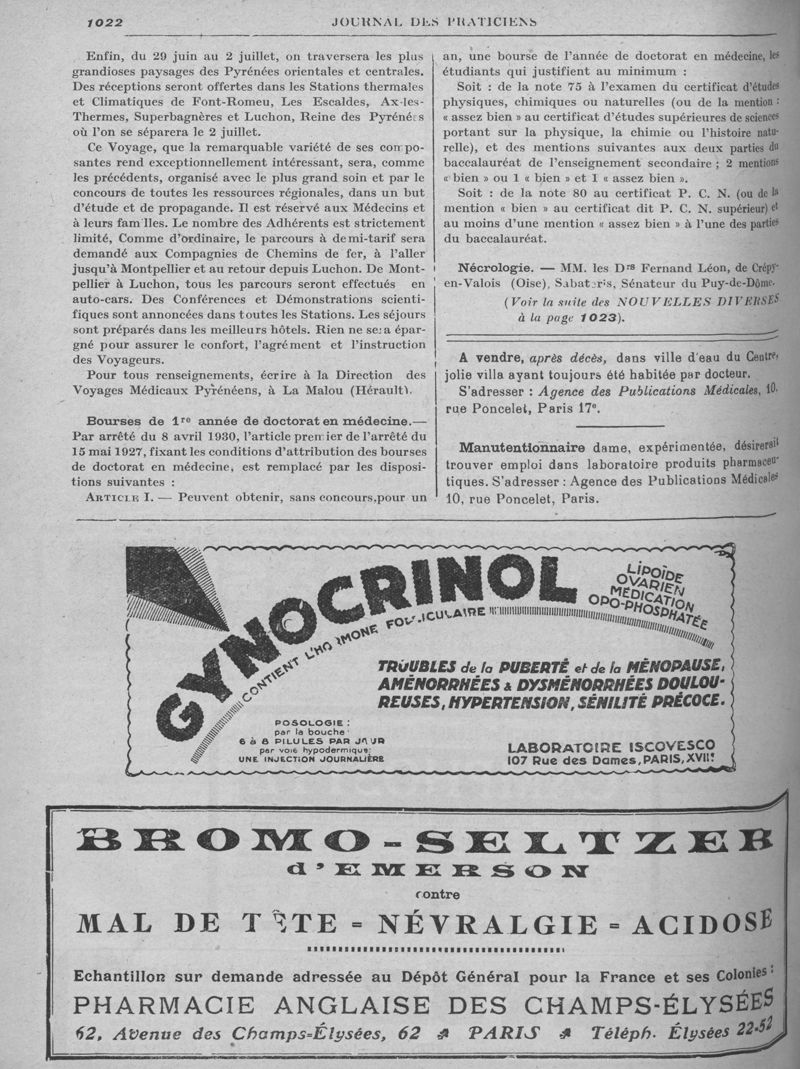 1022
JOURNAL DES PRATICIENS
Enfin, du 29 juin au 2 juillet, on traversera les plus
grandioses paysages des Pyrénées orientales et centrales.
Des réceptions seront offertes dans les Stations thermales
et Climatiques de Font-Romeu, Les Escaldes, Ax-les-
Thermes, Superbagnères et Luchon, Reine des Pyrénées
où l'on se séparera le 2 juillet.
Ce Voyage, que la remarquable variété de ses compo-
santes rend exceptionnellement intéressant, sera, comme
les précédents, organisé avec le plus grand soin et par le
concours de toutes les ressources régionales, dans un but
d'étude et de propagande. Il est réservé aux Médecins et
à leurs familles. Le nombre des Adhérents est strictement
limité, Comme d'ordinaire, le parcours à demi-tarif sera
demandé aux Compagnies de Chemins de fer, à l'aller
jusqu'à Montpellier et au retour depuis Luchon. De Mont-
pellier à Luchon, tous les parcours seront effectués en
auto-cars. Des Conférences et Démonstrations scienti-
fiques sont annoncées dans toutes les Stations. Les séjours
sont préparés dans les meilleurs hôtels. Rien ne sera épar-
gné pour assurer le confort, l'agrément et l'instruction
des Voyageurs.
Pour tous renseignements, écrire à la Direction des
Voyages Médicaux Pyrénéens, à La Malou (Hérault).
Bourses de 1re année de doctorat en médecine.—
Par arrêté du 8 avril 1930, l'article premier de l'arrêté du
15 mai 1927, fixant les conditions d'attribution des bourses
de doctorat en médecine, est remplacé par les disposi-
tions suivantes :
ARTICLE I. — Peuvent obtenir, sans concours,pour un
an, une bourse de l'année de doctorat en médecine, les
étudiants qui justifient au minimum :
Soit : de la note 75 à l'examen du certificat d'études
physiques, chimiques ou naturelles (ou de la mention :
« assez bien » au certificat d'études supérieures de sciences
portant sur la physique, la chimie ou l'histoire natu-
relle), et des mentions suivantes aux deux parties du
baccalauréat de l'enseignement secondaire ; 2 mentions
« bien » ou 1 « bien » et 1 « assez bien ».
Soit : de la note 80 au certificat P. C. N. (ou de la
mention « bien » au certificat dit P. C. N. supérieur) et
au moins d'une mention « assez bien » à l'une des parties
du baccalauréat.
Nécrologie. — MM. les Drs Fernand Léon, de Crépy-
en-Valois (Oise), Sabateris, Sénateur du Puy-de-Dôme.
(Voir la suite des NOUVELLES DIVERSES
à la page 1023).
A vendre, après décès, dans ville d'eau du Centre,
jolie villa ayant toujours été habitée par docteur.
S'adresser : Agence des Publications Médicales, 10.
rue Poncelet, Paris 17e.
Manutentionnaire dame, expérimentée, désirerait
trouver emploi dans laboratoire produits pharmaceu-
tiques. S'adresser : Agence des Publications Médicales
10, rue Poncelet, Paris.
GYNOCRINOL
LIPOÏDE
OVARIEN
MÉDICATION
OPO-PHOSPHATÉE
CONTIENT L'HORMONE FOLLICULAIRE
TROUBLES de la PUBERTÉ et de la MÉNOPAUSE,
AMÉNORRHÉES & DYSMÉNORRHÉES DOULOU-
REUSES, HYPERTENSION, SÉNILITÉ PRÉCOCE.
POSOLOGIE :
par la bouche
6 à 8 PILULES PAR JOUR
par voie hypodermique:
UNE INJECTION JOURNALIÈRE
LABORATOIRE ISCOVESCO
107 Rue des Dames, PARIS, XVIIe
BROMO-SELTZER
d'EMERSON
contre
MAL DE TÊTE = NÉVRALGIE = ACIDOSE
Echantillon sur demande adressée au Dépôt Général pour la France et ses Colonies :
PHARMACIE ANGLAISE DES CHAMPS-ÉLYSÉES
62, Avenue des Champs=Élysées, 62 PARIS Téléph. Élysées 22-52